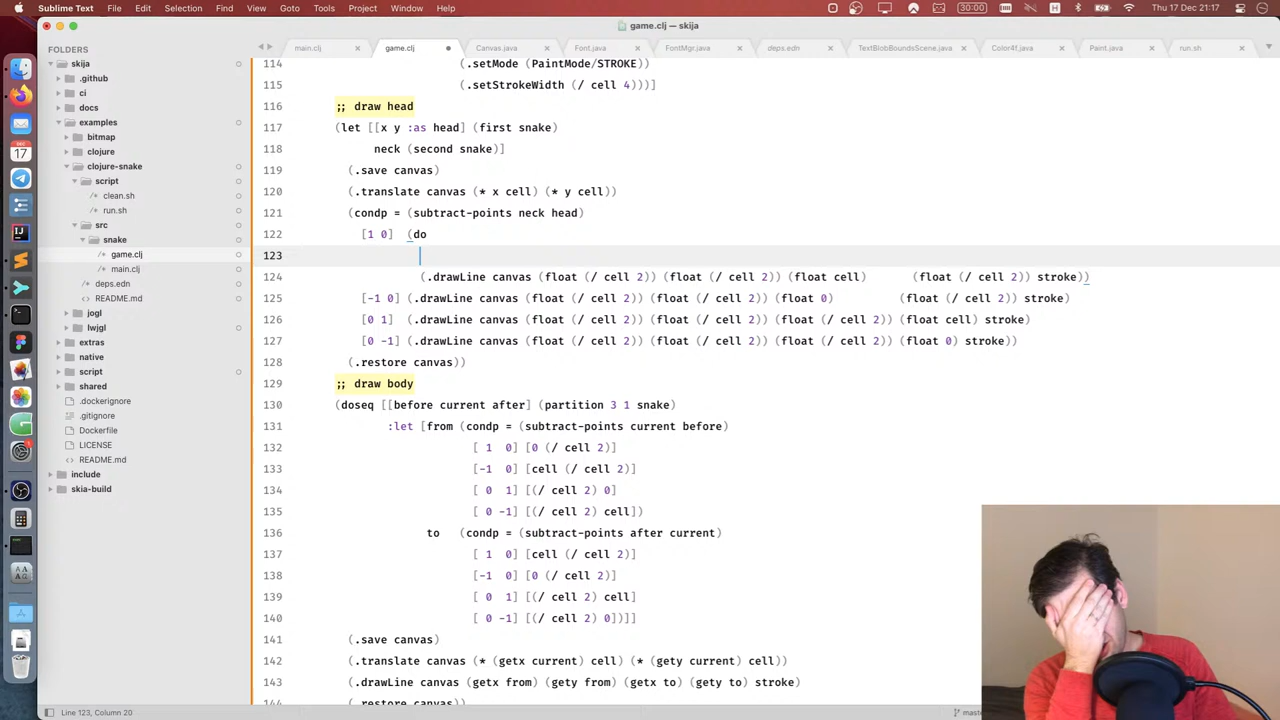 Sublime Text File Edit Selection Find View Goto Tools Project Window Help 30:00 Thu 17 Dec 21:17
game.clj — skija
FOLDERS
skija
.github
ci
docs
examples
bitmap
clojure
clojure-snake
script
clean.sh
run.sh
src
snake
game.clj
main.clj
deps.edn
README.md
jogl
lwjgl
extras
native
script
shared
.dockerignore
.gitignore
Dockerfile
LICENSE
README.md
include
skia-build
main.clj game.clj Canvas.java Font.java FontMgr.java deps.edn TextBlobBoundsScene.java Color4f.java Paint.java run.sh
114 (.setMode (PaintMode/STROKE))
115 (.setStrokeWidth (/ cell 4)))]
116 ;; draw head
117 (let [[x y :as head] (first snake)
118 neck (second snake)]
119 (.save canvas)
120 (.translate canvas (* x cell) (* y cell))
121 (condp = (subtract-points neck head)
122 [1 0] (do
123
124 (.drawLine canvas (float (/ cell 2)) (float (/ cell 2)) (float cell) (float (/ cell 2)) stroke))
125 [-1 0] (.drawLine canvas (float (/ cell 2)) (float (/ cell 2)) (float 0) (float (/ cell 2)) stroke)
126 [0 1] (.drawLine canvas (float (/ cell 2)) (float (/ cell 2)) (float (/ cell 2)) (float cell) stroke)
127 [0 -1] (.drawLine canvas (float (/ cell 2)) (float (/ cell 2)) (float (/ cell 2)) (float 0) stroke))
128 (.restore canvas))
129 ;; draw body
130 (doseq [[before current after] (partition 3 1 snake)
131 :let [from (condp = (subtract-points current before)
132 [ 1 0] [0 (/ cell 2)]
133 [-1 0] [cell (/ cell 2)]
134 [ 0 1] [(/ cell 2) 0]
135 [ 0 -1] [(/ cell 2) cell])
136 to (condp = (subtract-points after current)
137 [ 1 0] [cell (/ cell 2)]
138 [-1 0] [0 (/ cell 2)]
139 [ 0 1] [(/ cell 2) cell]
140 [ 0 -1] [(/ cell 2) 0])]]
141 (.save canvas)
142 (.translate canvas (* (getx current) cell) (* (gety current) cell))
143 (.drawLine canvas (getx from) (gety from) (getx to) (gety to) stroke)
144 (.restore canvas))
Line 123, Column 20